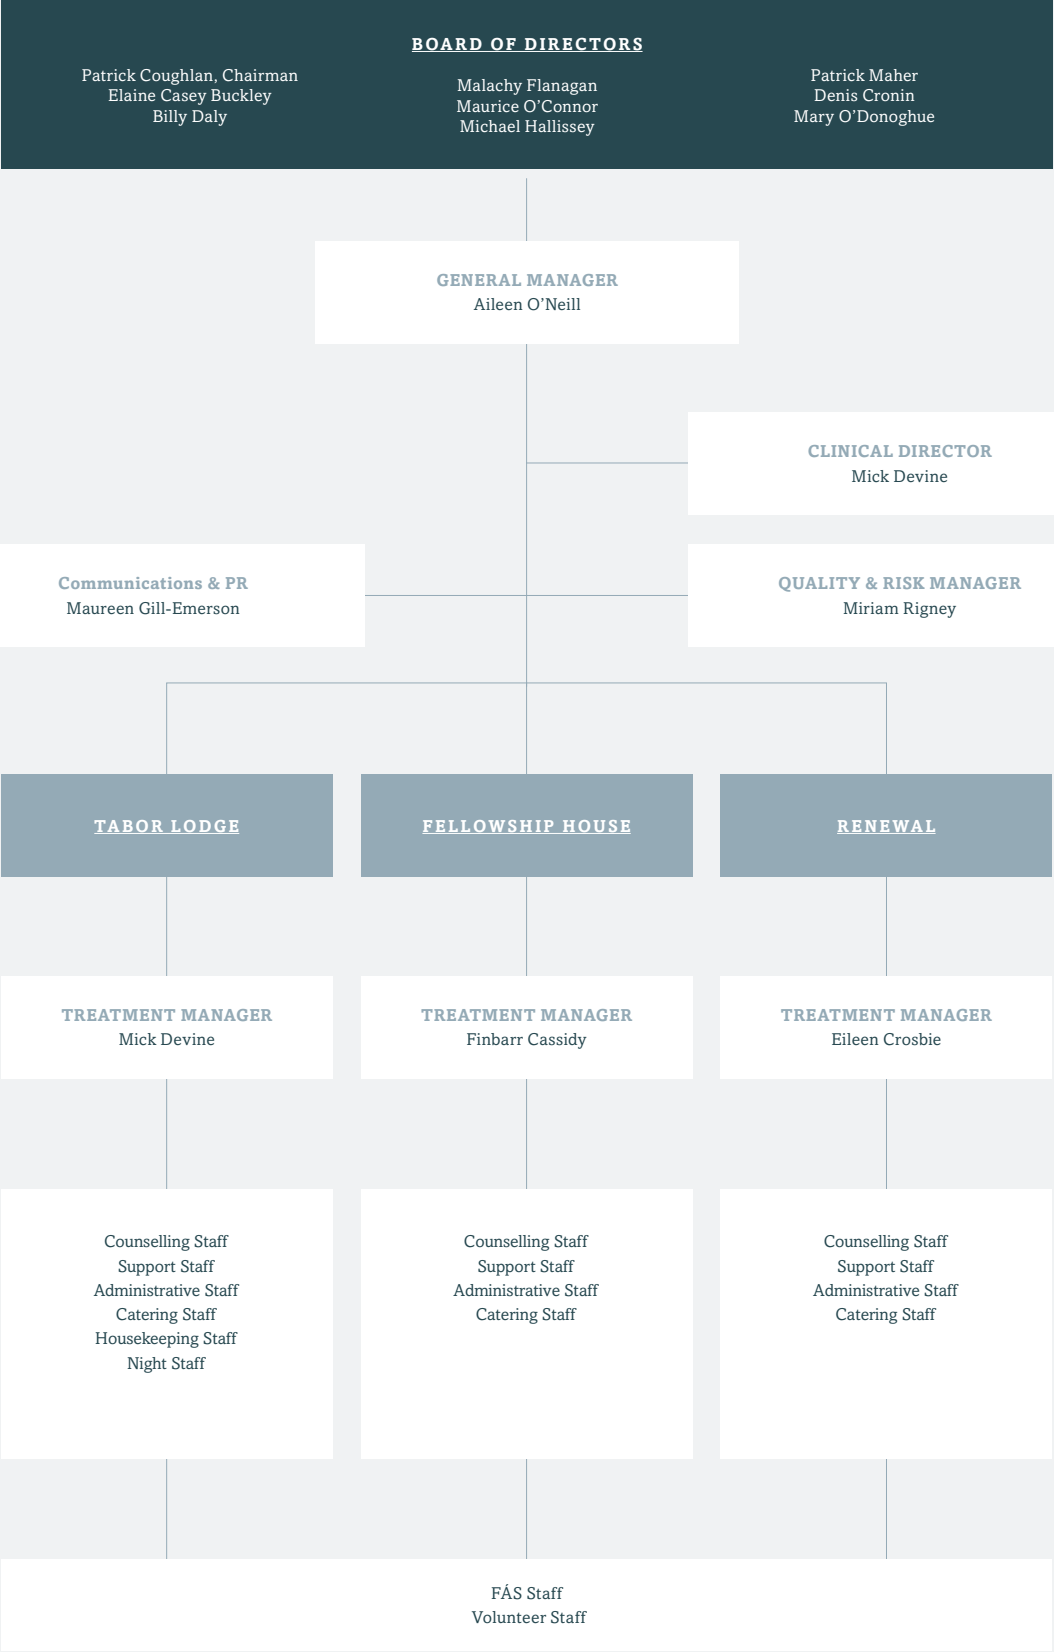 BOARD OF DIRECTORS
Patrick Coughlan, Chairman
Elaine Casey Buckley
Billy Daly
Malachy Flanagan
Maurice O’Connor
Michael Hallissey
Patrick Maher
Denis Cronin
Mary O’Donoghue
GENERAL MANAGER
Aileen O’Neill
CLINICAL DIRECTOR
Mick Devine
Communications & PR
Maureen Gill-Emerson
QUALITY & RISK MANAGER
Miriam Rigney
TABOR LODGE
FELLOWSHIP HOUSE
RENEWAL
TREATMENT MANAGER
Mick Devine
TREATMENT MANAGER
Finbarr Cassidy
TREATMENT MANAGER
Eileen Crosbie
Counselling Staff
Support Staff
Administrative Staff
Catering Staff
Housekeeping Staff
Night Staff
Counselling Staff
Support Staff
Administrative Staff
Catering Staff
Counselling Staff
Support Staff
Administrative Staff
Catering Staff
FÁS Staff
Volunteer Staff